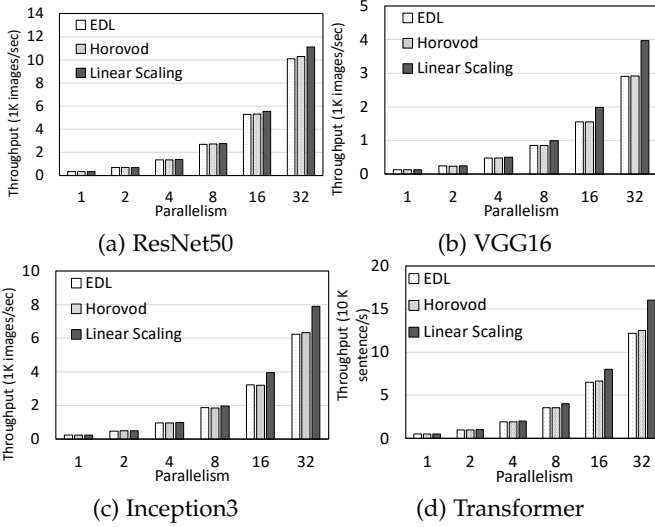 Throughput (1K images/sec)
14
12
10
8
6
4
2
0
EDL
Horovod
Linear Scaling
1 2 4 8 16 32
Parallelism
(a) ResNet50
Throughput (1K images/sec)
5
4
3
2
1
0
EDL
Horovod
Linear Scaling
1 2 4 8 16 32
Parallelism
(b) VGG16
Throughput (1K images/sec)
8
6
4
2
0
EDL
Horovod
Linear Scaling
1 2 4 8 16 32
Parallelism
(c) Inception3
Throughput (10 K
sentence/s)
20
15
10
5
0
EDL
Horovod
Linear Scaling
1 2 4 8 16 32
Parallelism
(d) Transformer